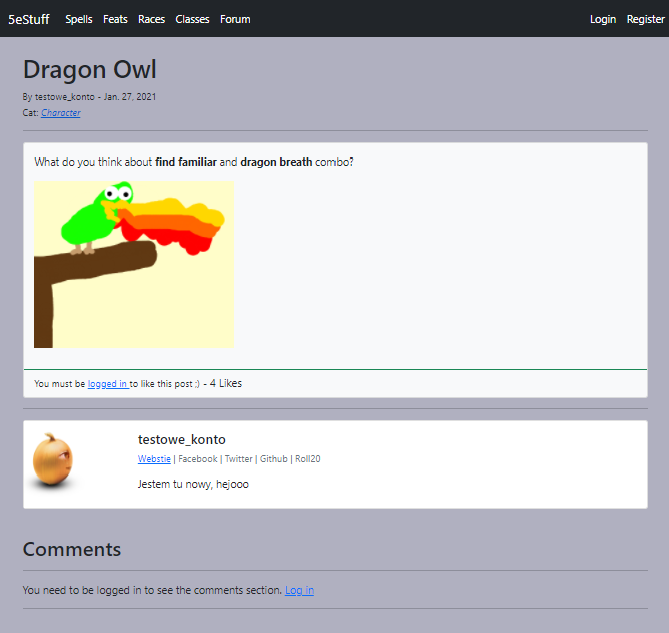 5eStuff Spells Feats Races Classes Forum Login Register
Dragon Owl
By testowe_konto - Jan. 27, 2021
Cat: Character
What do you think about find familiar and dragon breath combo?
You must be logged in to like this post ;) - 4 Likes
testowe_konto
Webstie | Facebook | Twitter | Github | Roll20
Jestem tu nowy, hejooo
Comments
You need to be logged in to see the comments section. Log in